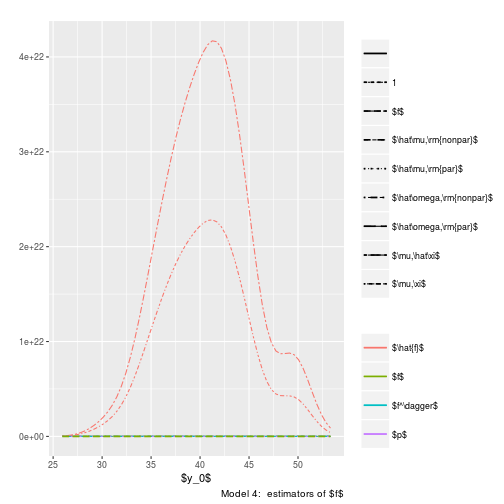 4e+22
3e+22
2e+22
1e+22
0e+00
25
30
35
40
45
50
$y_0$
1
$f$
$\hat\mu,\rm{nonpar}$
$\hat\mu,\rm{par}$
$\hat\omega,\rm{nonpar}$
$\hat\omega,\rm{par}$
$\mu,\hat\xi$
$\mu,\xi$
$\hat{f}$
$f$
$f^\dagger$
$p$
Model 4: estimators of $f$